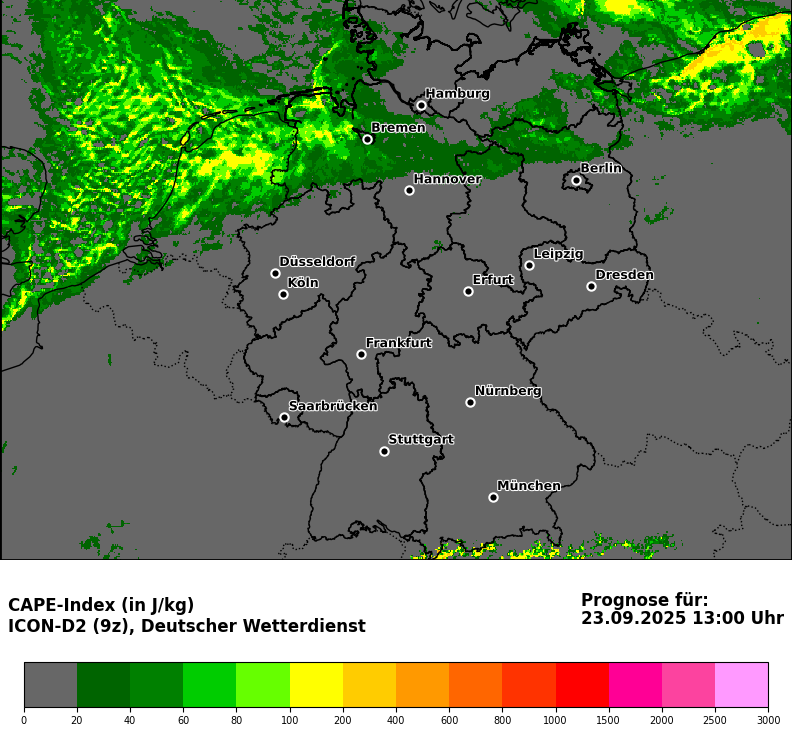 Hamburg
Bremen
Berlin
Hannover
Leipzig
Düsseldorf
Dresden
Köln
Erfurt
Frankfurt
Nürnberg
Saarbrücken
Stuttgart
München
CAPE-Index (in J/kg)
ICON-D2 (9z), Deutscher Wetterdienst
Prognose für:
23.09.2025 13:00 Uhr
0 20 40 60 80 100 200 400 600 800 1000 1500 2000 2500 3000